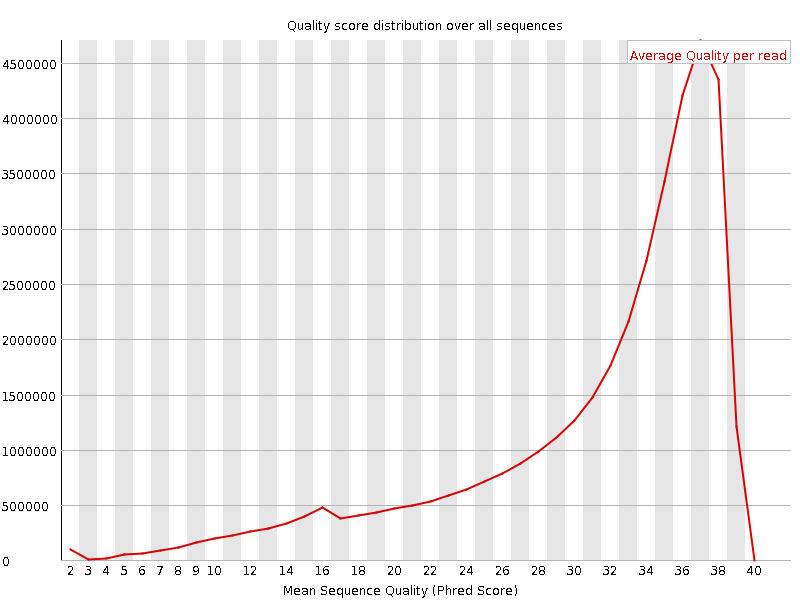 Quality score distribution over all sequences
Average Quality per read
4500000
4000000
3500000
3000000
2500000
2000000
1500000
1000000
500000
0
2 3 4 5 6 7 8 9 10 12 14 16 18 20 22 24 26 28 30 32 34 36 38 40
Mean Sequence Quality (Phred Score)